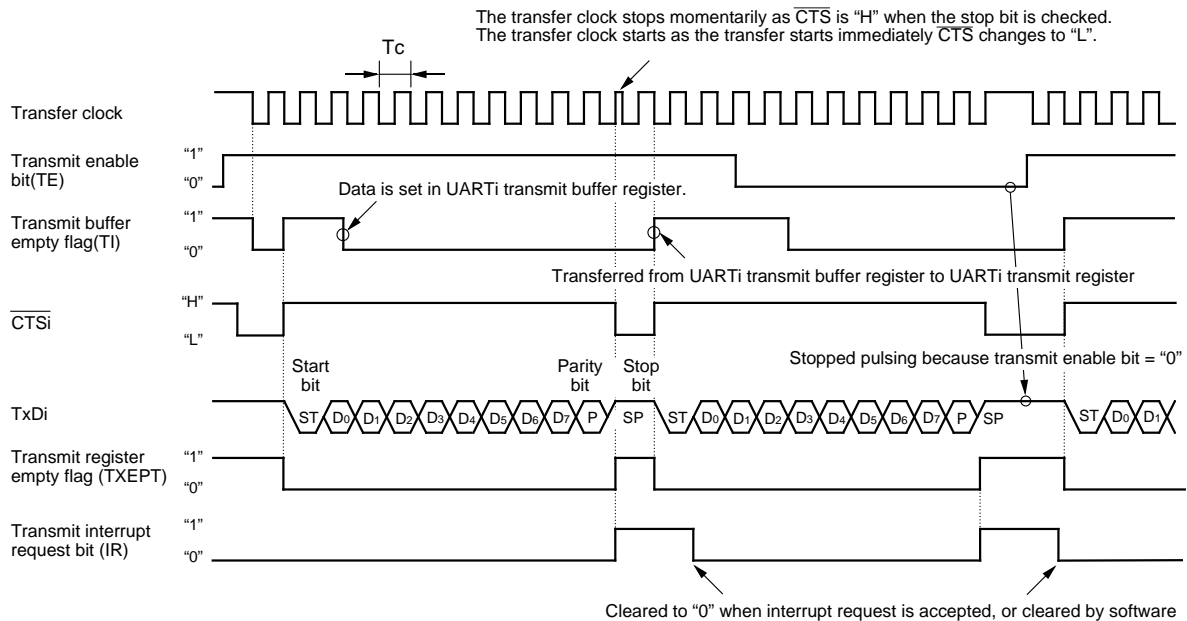 The transfer clock stops momentarily as CTS is “H” when the stop bit is checked.
The transfer clock starts as the transfer starts immediately CTS changes to “L”.
Tc
Transfer clock
Transmit enable
bit(TE)
“1”
“0”
Data is set in UARTi transmit buffer register.
Transmit buffer
empty flag(TI)
“1”
“0”
Transferred from UARTi transmit buffer register to UARTi transmit register
CTSi
“H”
“L”
Stopped pulsing because transmit enable bit = “0”
Start
bit
Parity
bit
Stop
bit
TxDi
ST D0 D1 D2 D3 D4 D5 D6 D7 P SP ST D0 D1 D2 D3 D4 D5 D6 D7 P SP ST D0 D1
Transmit register
empty flag (TXEPT)
“1”
“0”
Transmit interrupt
request bit (IR)
“1”
“0”
Cleared to “0” when interrupt request is accepted, or cleared by software